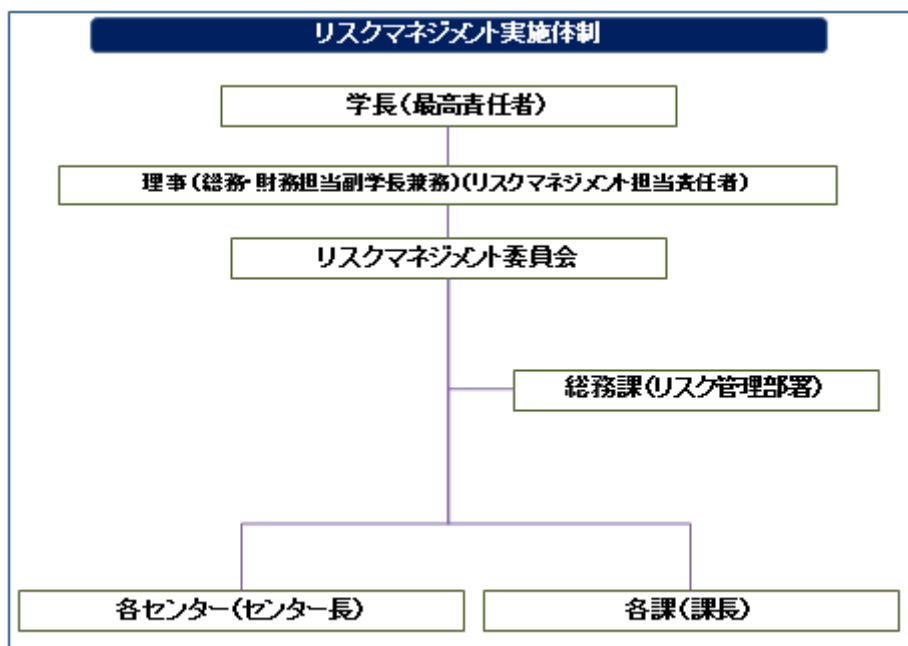 リスクマネジメント実施体制
学長(最高責任者)
理事(総務・財務担当副学長兼務)(リスクマネジメント担当責任者)
リスクマネジメント委員会
総務課(リスク管理部署)
各センター(センター長)
各課(課長)